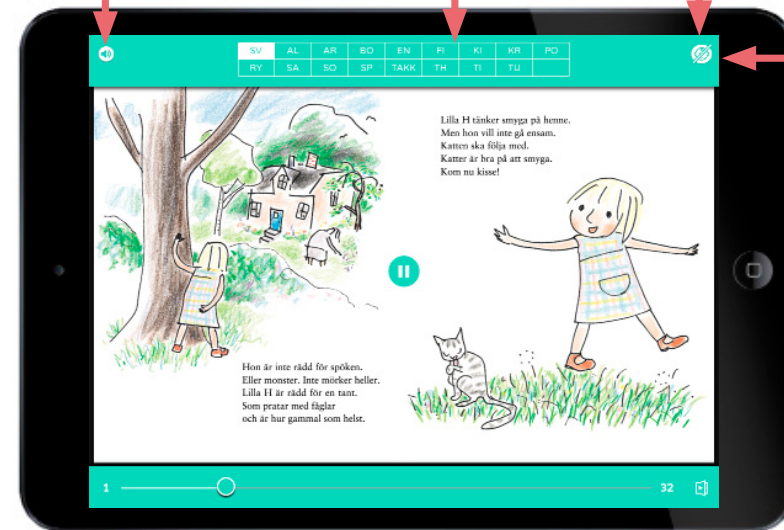 SV AL AR BO EN FI KI KR PO
RY SA SO SP TAKK TH TI TU
Hon är inte rädd för spöken.
Eller monster. Inte mörker heller.
Lilla H är rädd för en tant.
Som pratar med fåglar
och är hur gammal som helst.
Lilla H tänker smyga på henne.
Men hon vill inte gå ensam.
Katten ska följa med.
Katter är bra på att smyga.
Kom nu kisse!
1 32